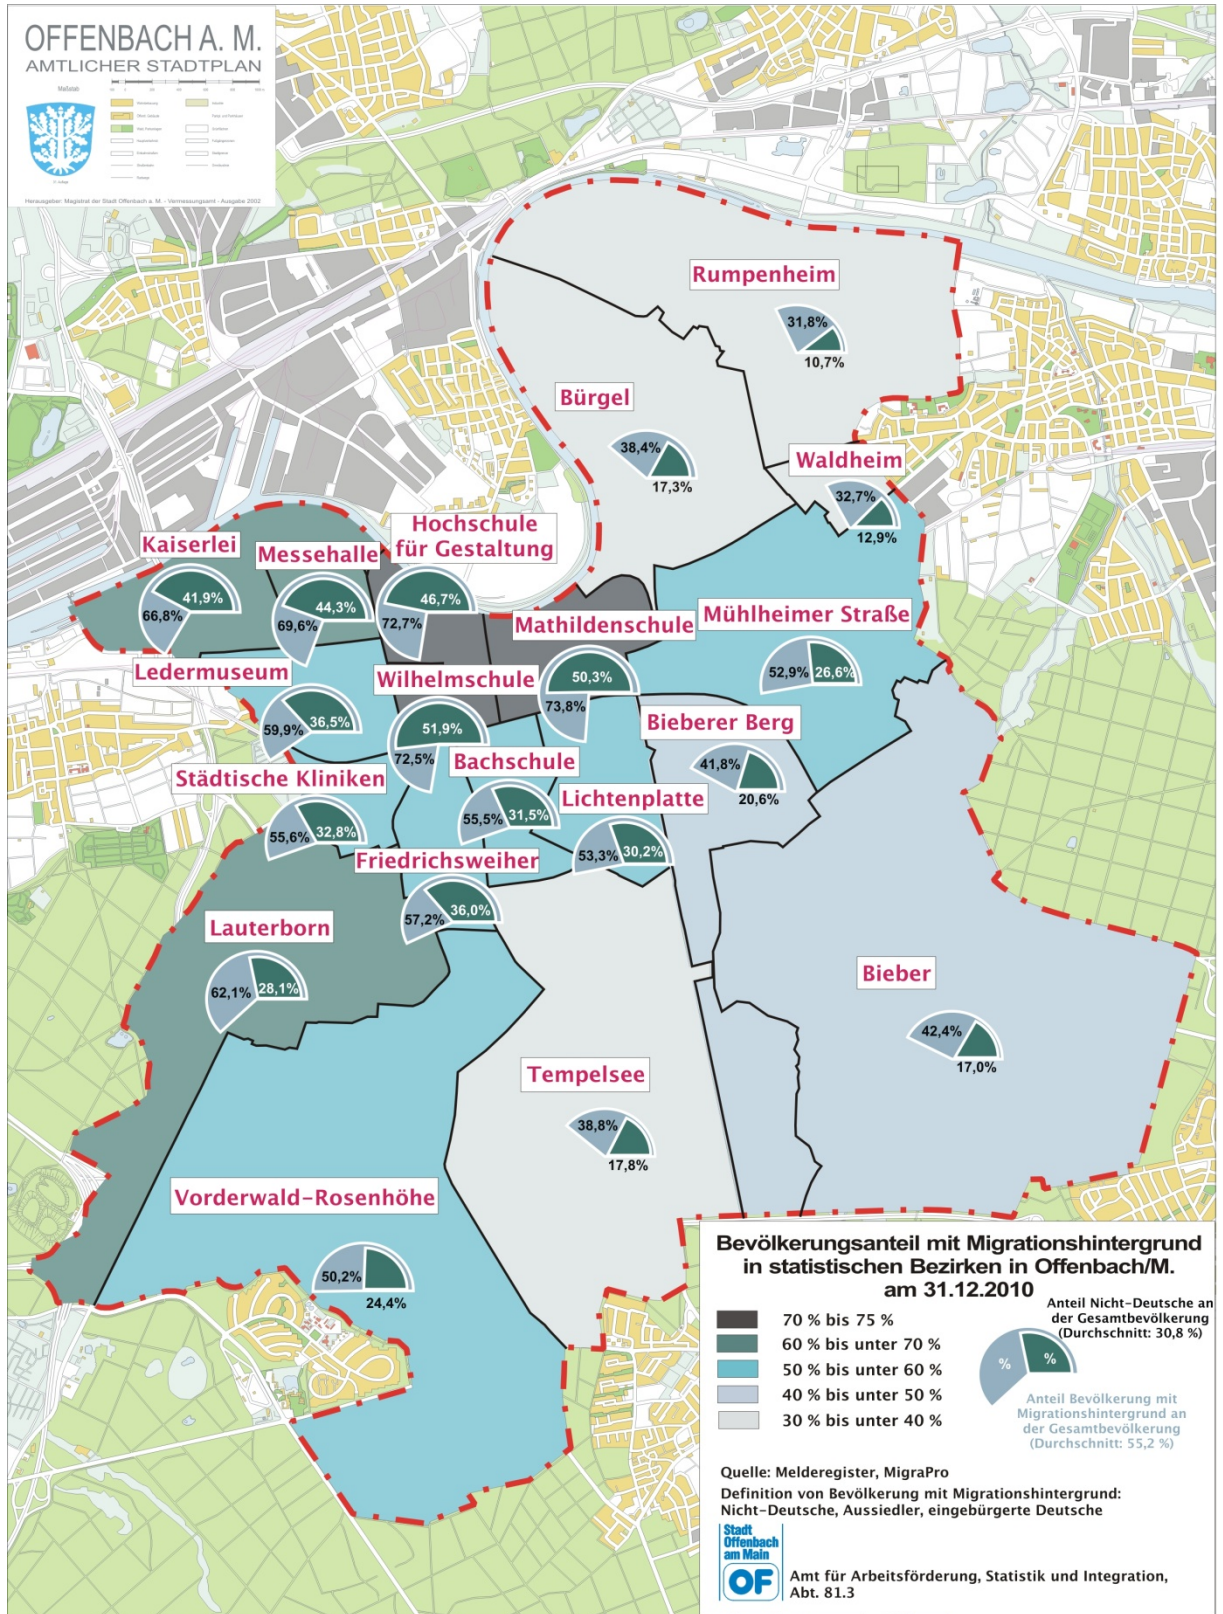 OFFENBACH A. M.
AMTLICHER STADTPLAN
Maßstab
Herausgeber: Magistrat der Stadt Offenbach a. M. - Vermessungsamt - Ausgabe 2002
Rumpenheim
31,8%
10,7%
Bürgel
38,4%
17,3%
Waldheim
32,7%
12,9%
Kaiserlei
41,9%
66,8%
Messehalle
44,3%
69,6%
Hochschule
für Gestaltung
46,7%
72,7%
Mathildenschule
50,3%
73,8%
Mühlheimer Straße
52,9%
26,6%
Ledermuseum
36,5%
59,9%
Wilhelmschule
51,9%
72,5%
Bieberer Berg
41,8%
20,6%
Städtische Kliniken
55,6%
32,8%
Bachschule
55,5%
31,5%
Lichtenplatte
53,3%
30,2%
Friedrichsweiher
57,2%
36,0%
Lauterborn
62,1%
28,1%
Bieber
42,4%
17,0%
Tempelsee
38,8%
17,8%
Vorderwald-Rosenhöhe
50,2%
24,4%
Bevölkerungsanteil mit Migrationshintergrund
in statistischen Bezirken in Offenbach/M.
am 31.12.2010
70 % bis 75 %
60 % bis unter 70 %
50 % bis unter 60 %
40 % bis unter 50 %
30 % bis unter 40 %
Anteil Nicht-Deutsche an
der Gesamtbevölkerung
(Durchschnitt: 30,8 %)
%
%
Anteil Bevölkerung mit
Migrationshintergrund an
der Gesamtbevölkerung
(Durchschnitt: 55,2 %)
Quelle: Melderegister, MigraPro
Definition von Bevölkerung mit Migrationshintergrund:
Nicht-Deutsche, Aussiedler, eingebürgerte Deutsche
Stadt
Offenbach
am Main
OF
Amt für Arbeitsförderung, Statistik und Integration,
Abt. 81.3